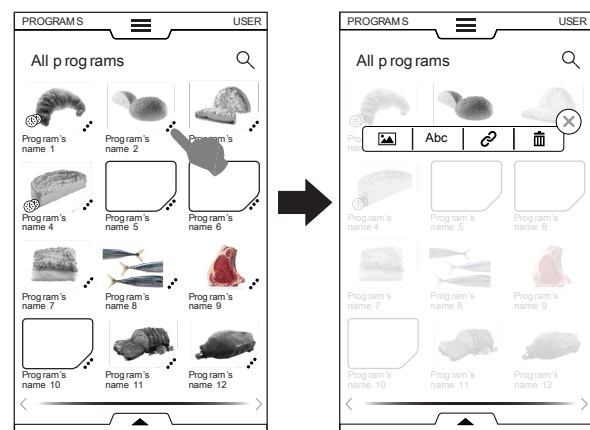 PROGRAMS USER
All programs
Program's name 1
Program's name 2
Program's name 3
Program's name 4
Program's name 5
Program's name 6
Program's name 7
Program's name 8
Program's name 9
Program's name 10
Program's name 11
Program's name 12
PROGRAMS USER
All programs
Abc
Program's name 4
Program's name 5
Program's name 6
Program's name 7
Program's name 8
Program's name 9
Program's name 10
Program's name 11
Program's name 12